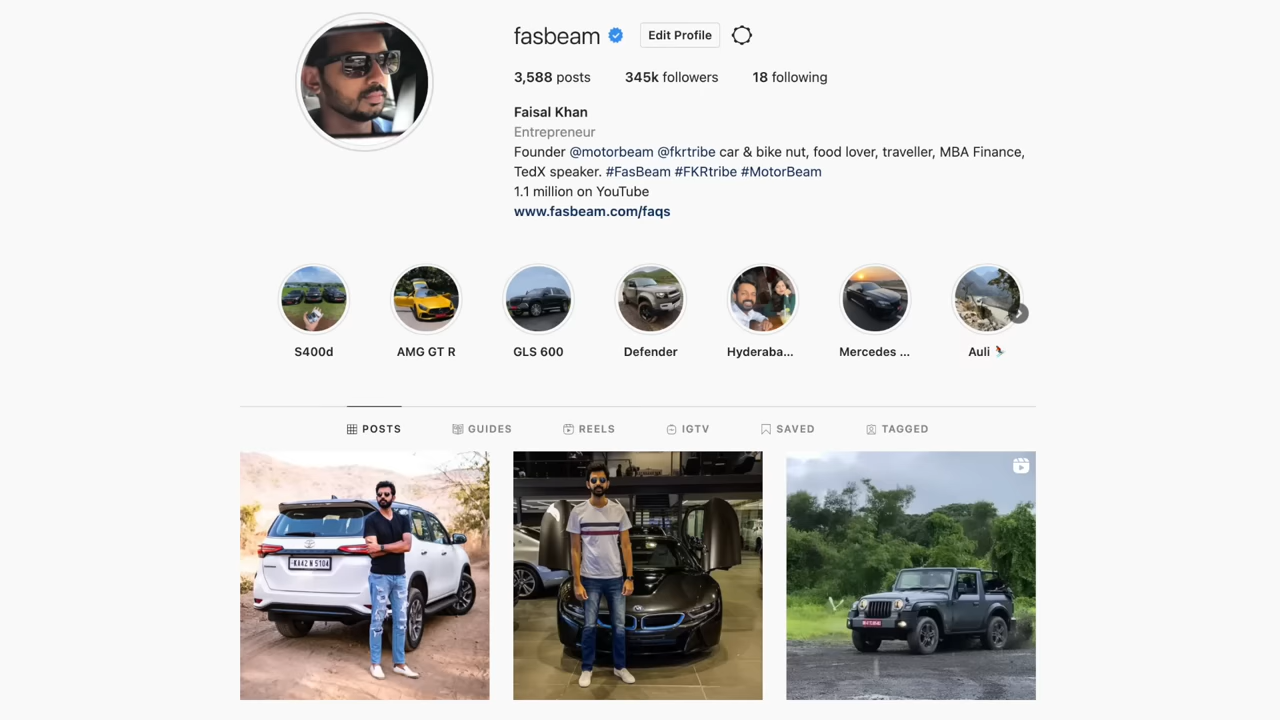 fasbeam Edit Profile
3,588 posts 345k followers 18 following
Faisal Khan
Entrepreneur
Founder @motorbeam @fkrtribe car & bike nut, food lover, traveller, MBA Finance,
TedX speaker. #FasBeam #FKRtribe #MotorBeam
1.1 million on YouTube
www.fasbeam.com/faqs
S400d AMG GT R GLS 600 Defender Hyderaba... Mercedes ... Auli
POSTS GUIDES REELS IGTV SAVED TAGGED